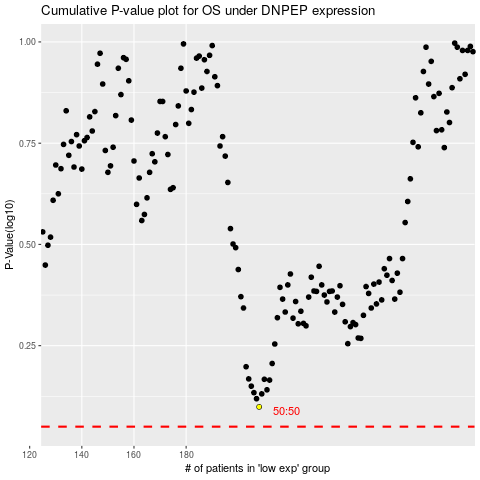 Cumulative P-value plot for OS under DNPEP expression
P-Value(log10)
1.00
0.75
0.50
0.25
50:50
120 140 160 180
# of patients in 'low exp' group